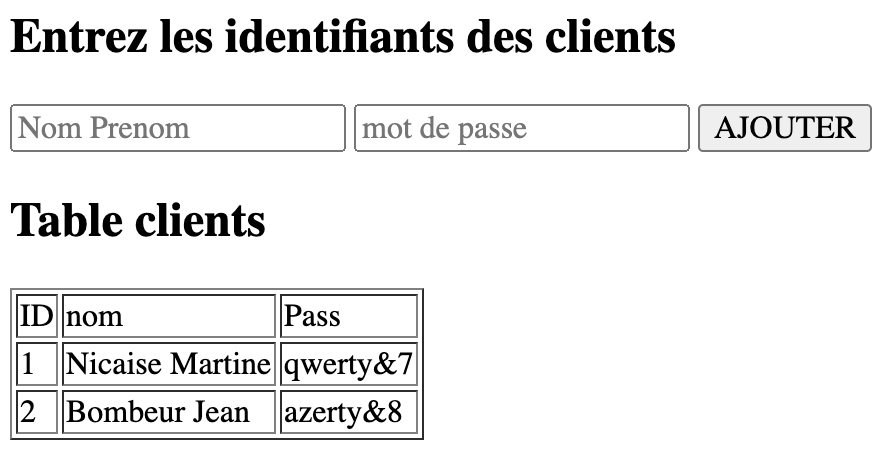 Entrez les identifiants des clients
Nom Prenom mot de passe AJOUTER
Table clients
ID nom Pass
1 Nicaise Martine qwerty&7
2 Bombeur Jean azerty&8